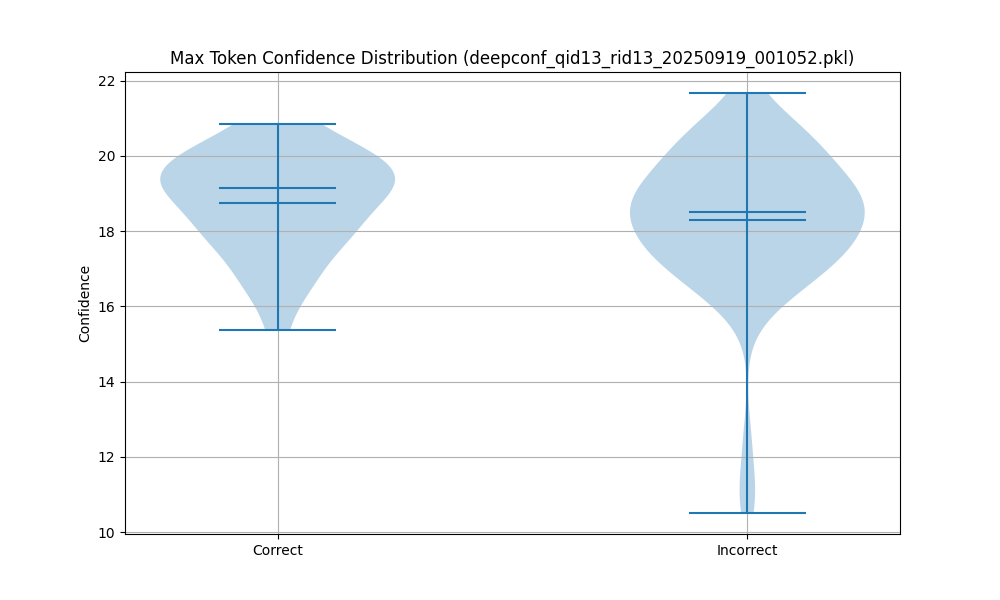 Max Token Confidence Distribution (deepconf_qid13_rid13_20250919_001052.pkl)
Confidence
22
20
18
16
14
12
10
Correct
Incorrect